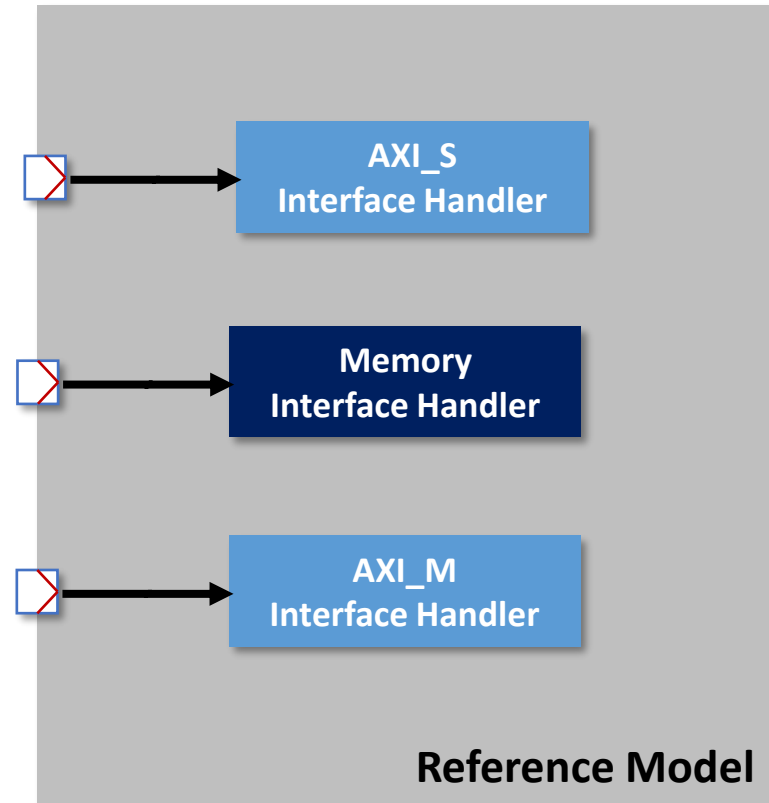 AXI_S
Interface Handler
Memory
Interface Handler
AXI_M
Interface Handler
Reference Model